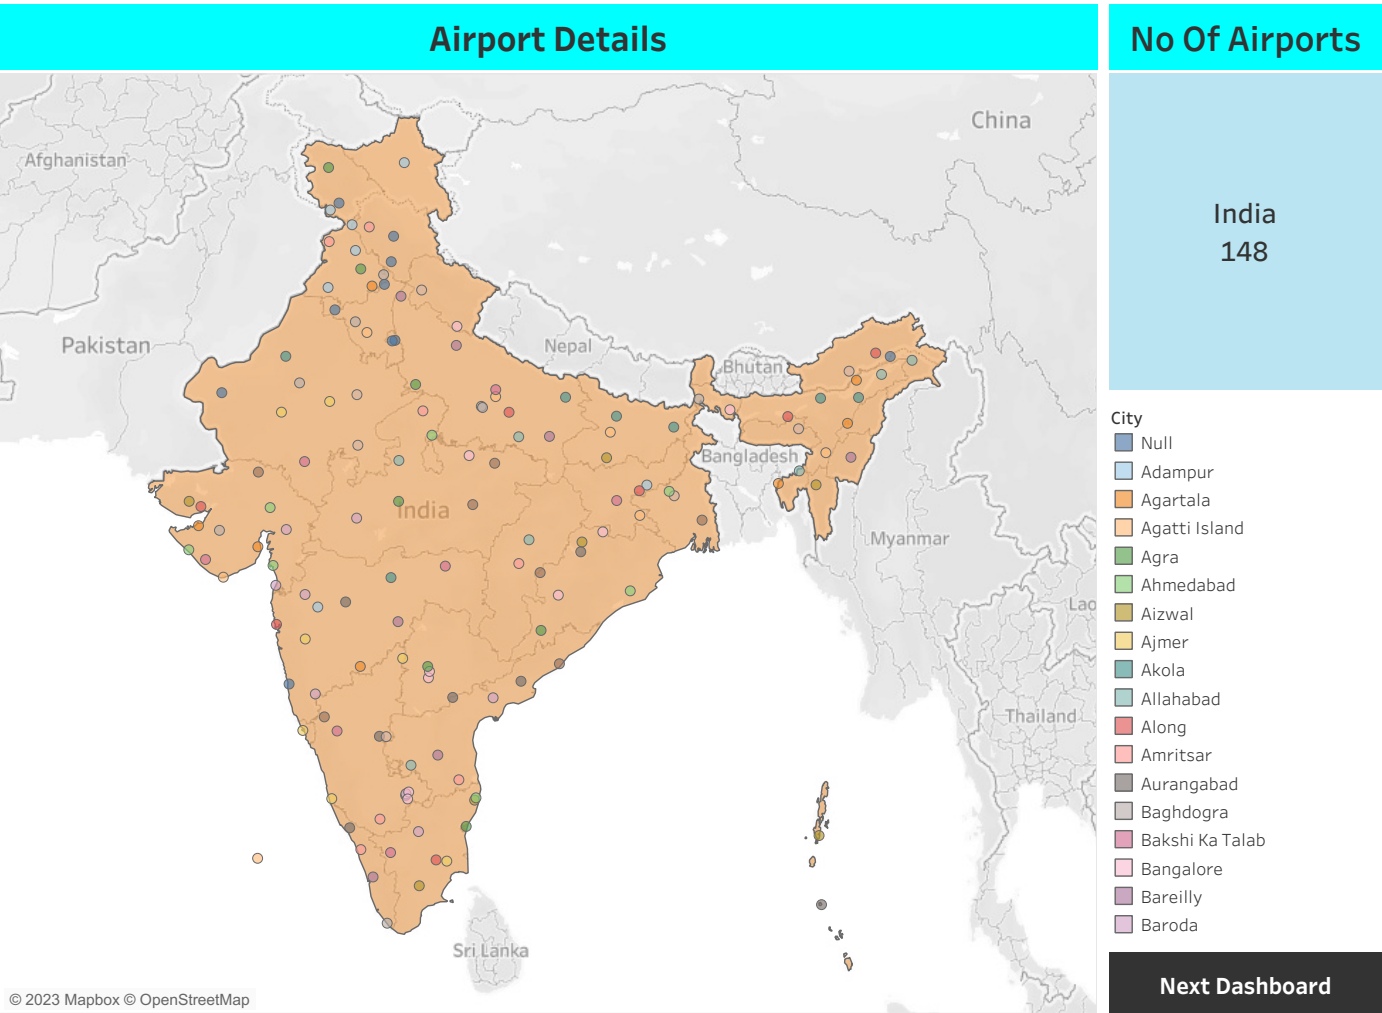 Airport Details
No Of Airports
China
Afghanistan
Pakistan
Nepal
Bhutan
Bangladesh
India
Myanmar
Lao
Thailand
Sri Lanka
© 2023 Mapbox © OpenStreetMap
India
148
City
Null
Adampur
Agartala
Agatti Island
Agra
Ahmedabad
Aizwal
Ajmer
Akola
Allahabad
Along
Amritsar
Aurangabad
Baghdogra
Bakshi Ka Talab
Bangalore
Bareilly
Baroda
Next Dashboard